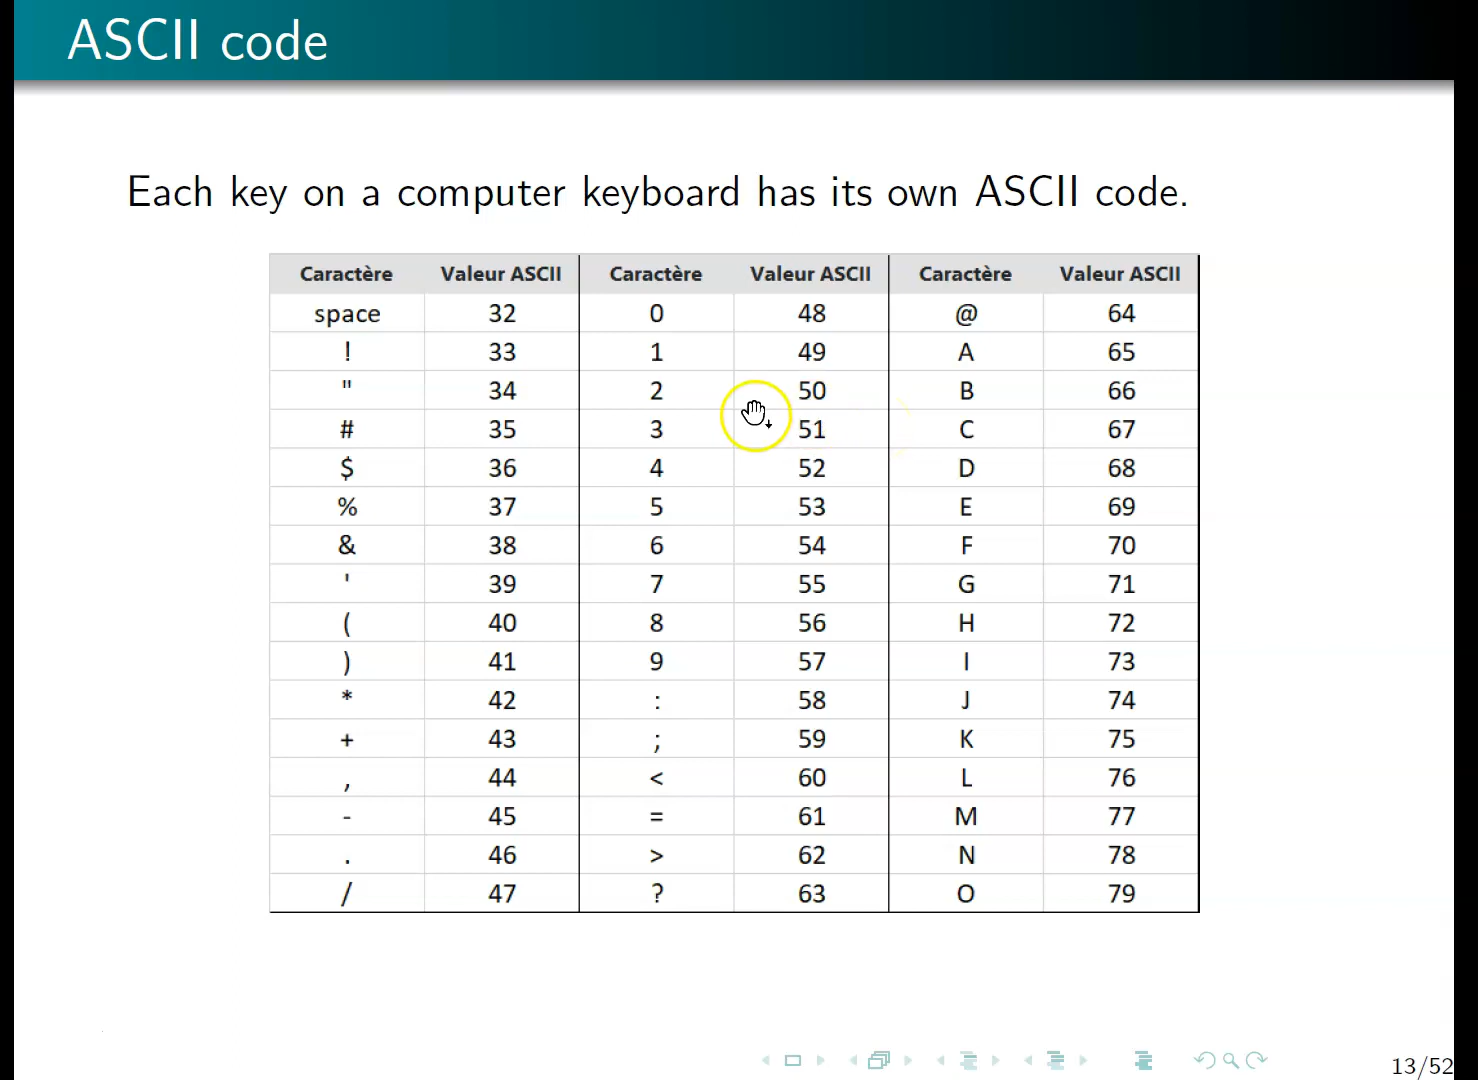 ASCII code
Each key on a computer keyboard has its own ASCII code.
Caractère Valeur ASCII Caractère Valeur ASCII Caractère Valeur ASCII
space 32 0 48 @ 64
! 33 1 49 A 65
" 34 2 50 B 66
# 35 3 51 C 67
$ 36 4 52 D 68
% 37 5 53 E 69
& 38 6 54 F 70
' 39 7 55 G 71
( 40 8 56 H 72
) 41 9 57 I 73
* 42 : 58 J 74
+ 43 ; 59 K 75
, 44 < 60 L 76
- 45 = 61 M 77
. 46 > 62 N 78
/ 47 ? 63 O 79
13/52